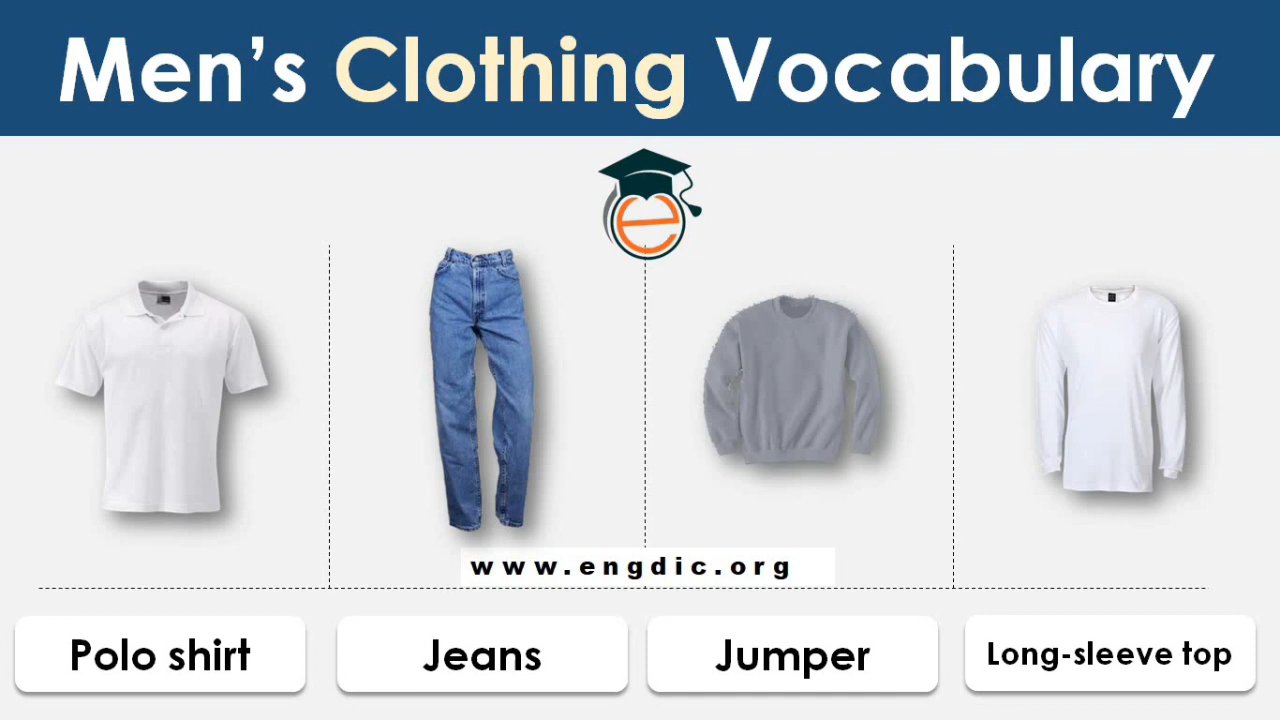 Men’s Clothing Vocabulary
www.engdic.org
Polo shirt
Jeans
Jumper
Long-sleeve top